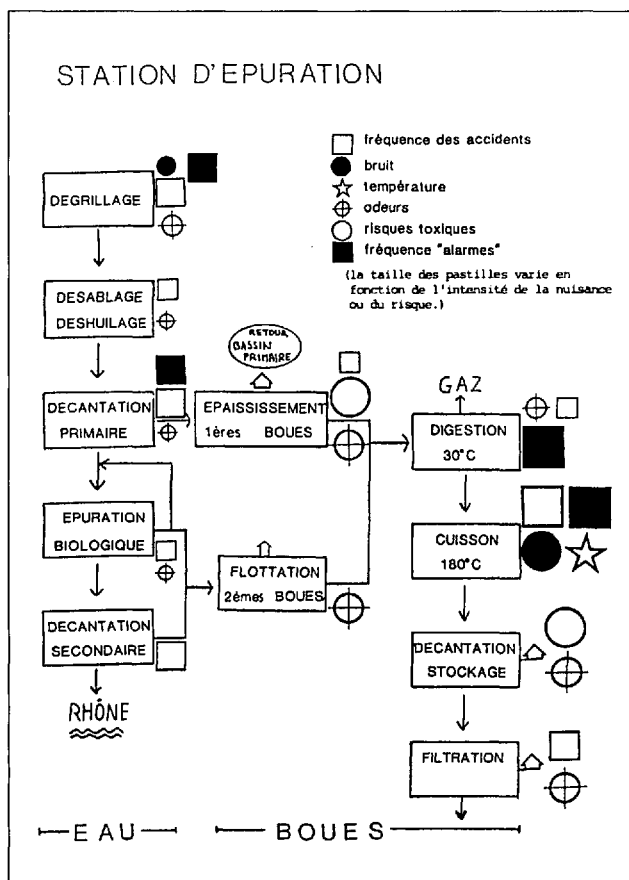 STATION D'EPURATION
fréquence des accidents
bruit
température
odeurs
risques toxiques
fréquence "alarmes"
(la taille des pastilles varie en
fonction de l'intensité de la nuisance
ou du risque.)
DEGRILLAGE
DESABLAGE
DESHUILAGE
DECANTATION
PRIMAIRE
EPURATION
BIOLOGIQUE
DECANTATION
SECONDAIRE
RHÔNE
RETOUR
BASSIN
PRIMAIRE
EPAISSISSEMENT
1ères BOUES
FLOTTATION
2émes BOUES
GAZ
DIGESTION
30°C
CUISSON
180°C
DECANTATION
STOCKAGE
FILTRATION
EAU
BOUES